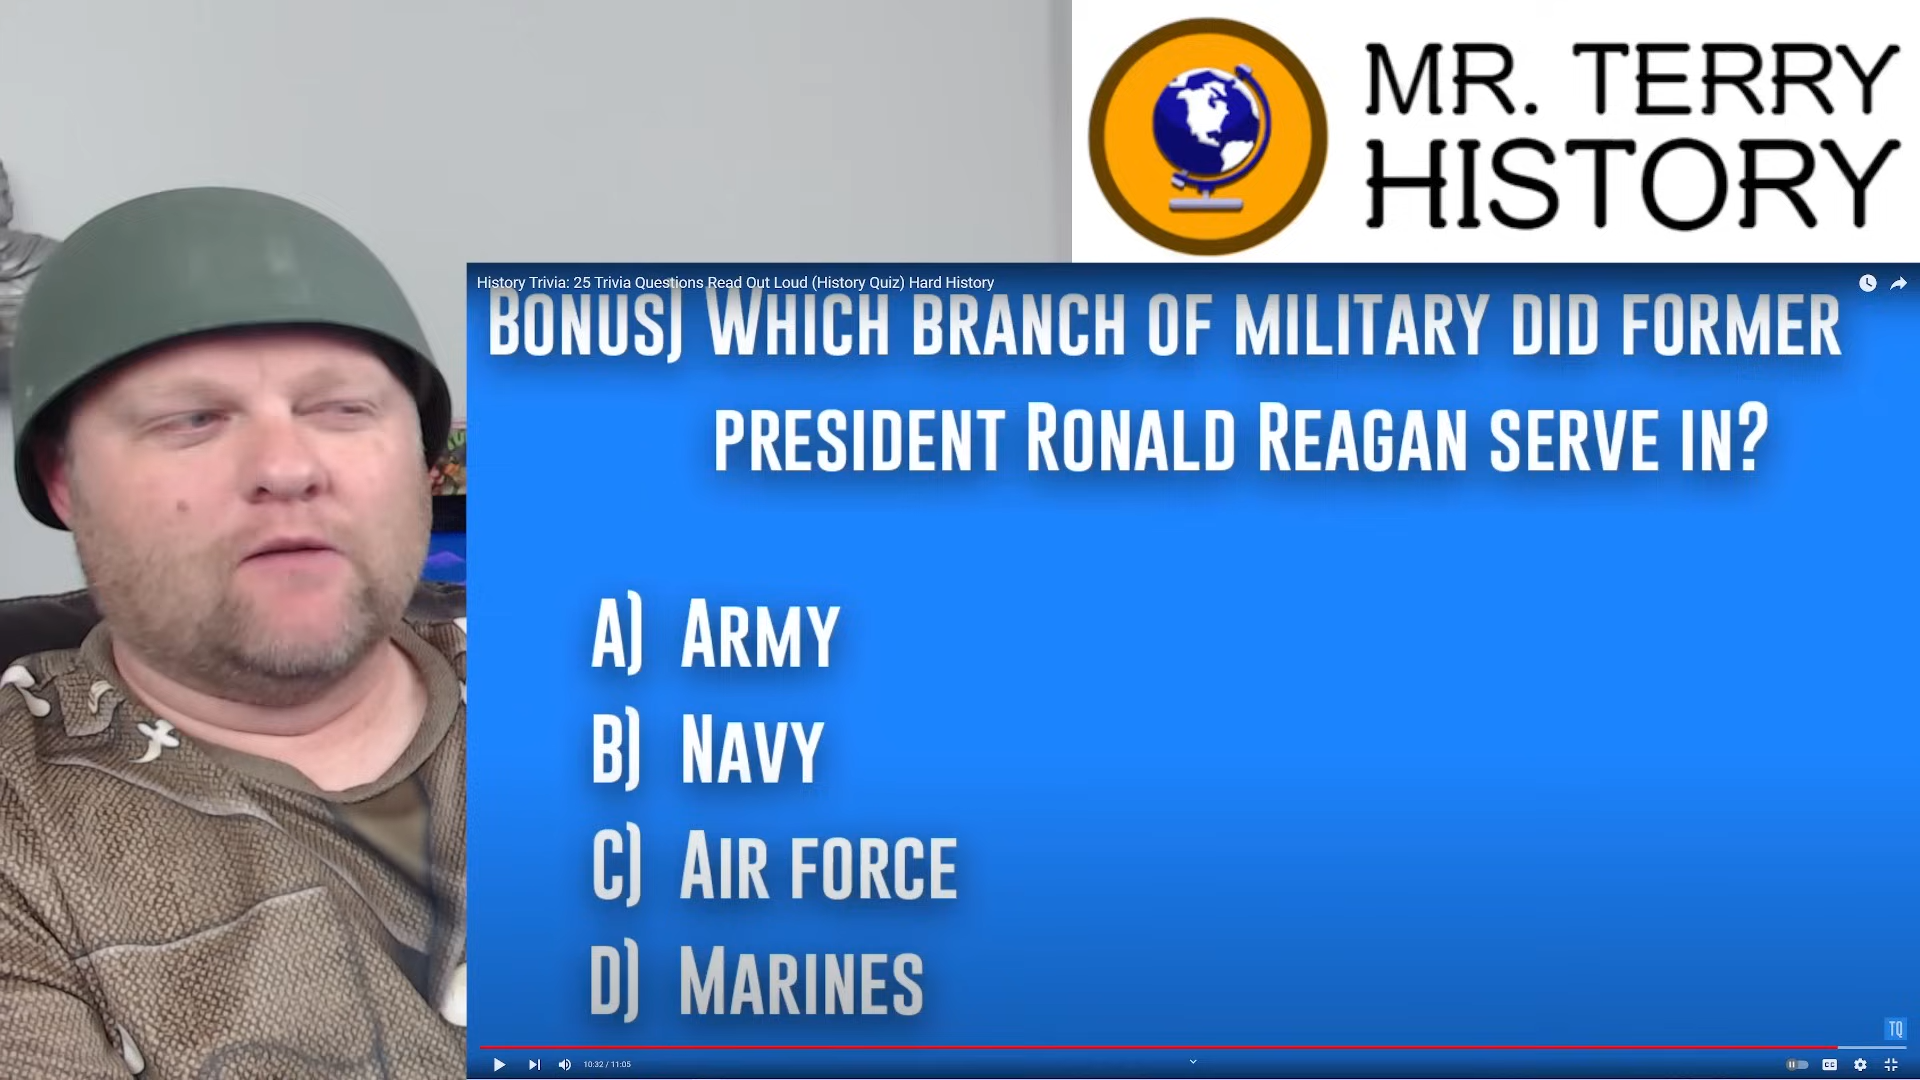 MR. TERRY
HISTORY
History Trivia: 25 Trivia Questions Read Out Loud (History Quiz) Hard History
Bonus) Which branch of military did former
president Ronald Reagan serve in?
A) Army
B) Navy
C) Air force
D) Marines
TQ
10:32 / 11:05
CC